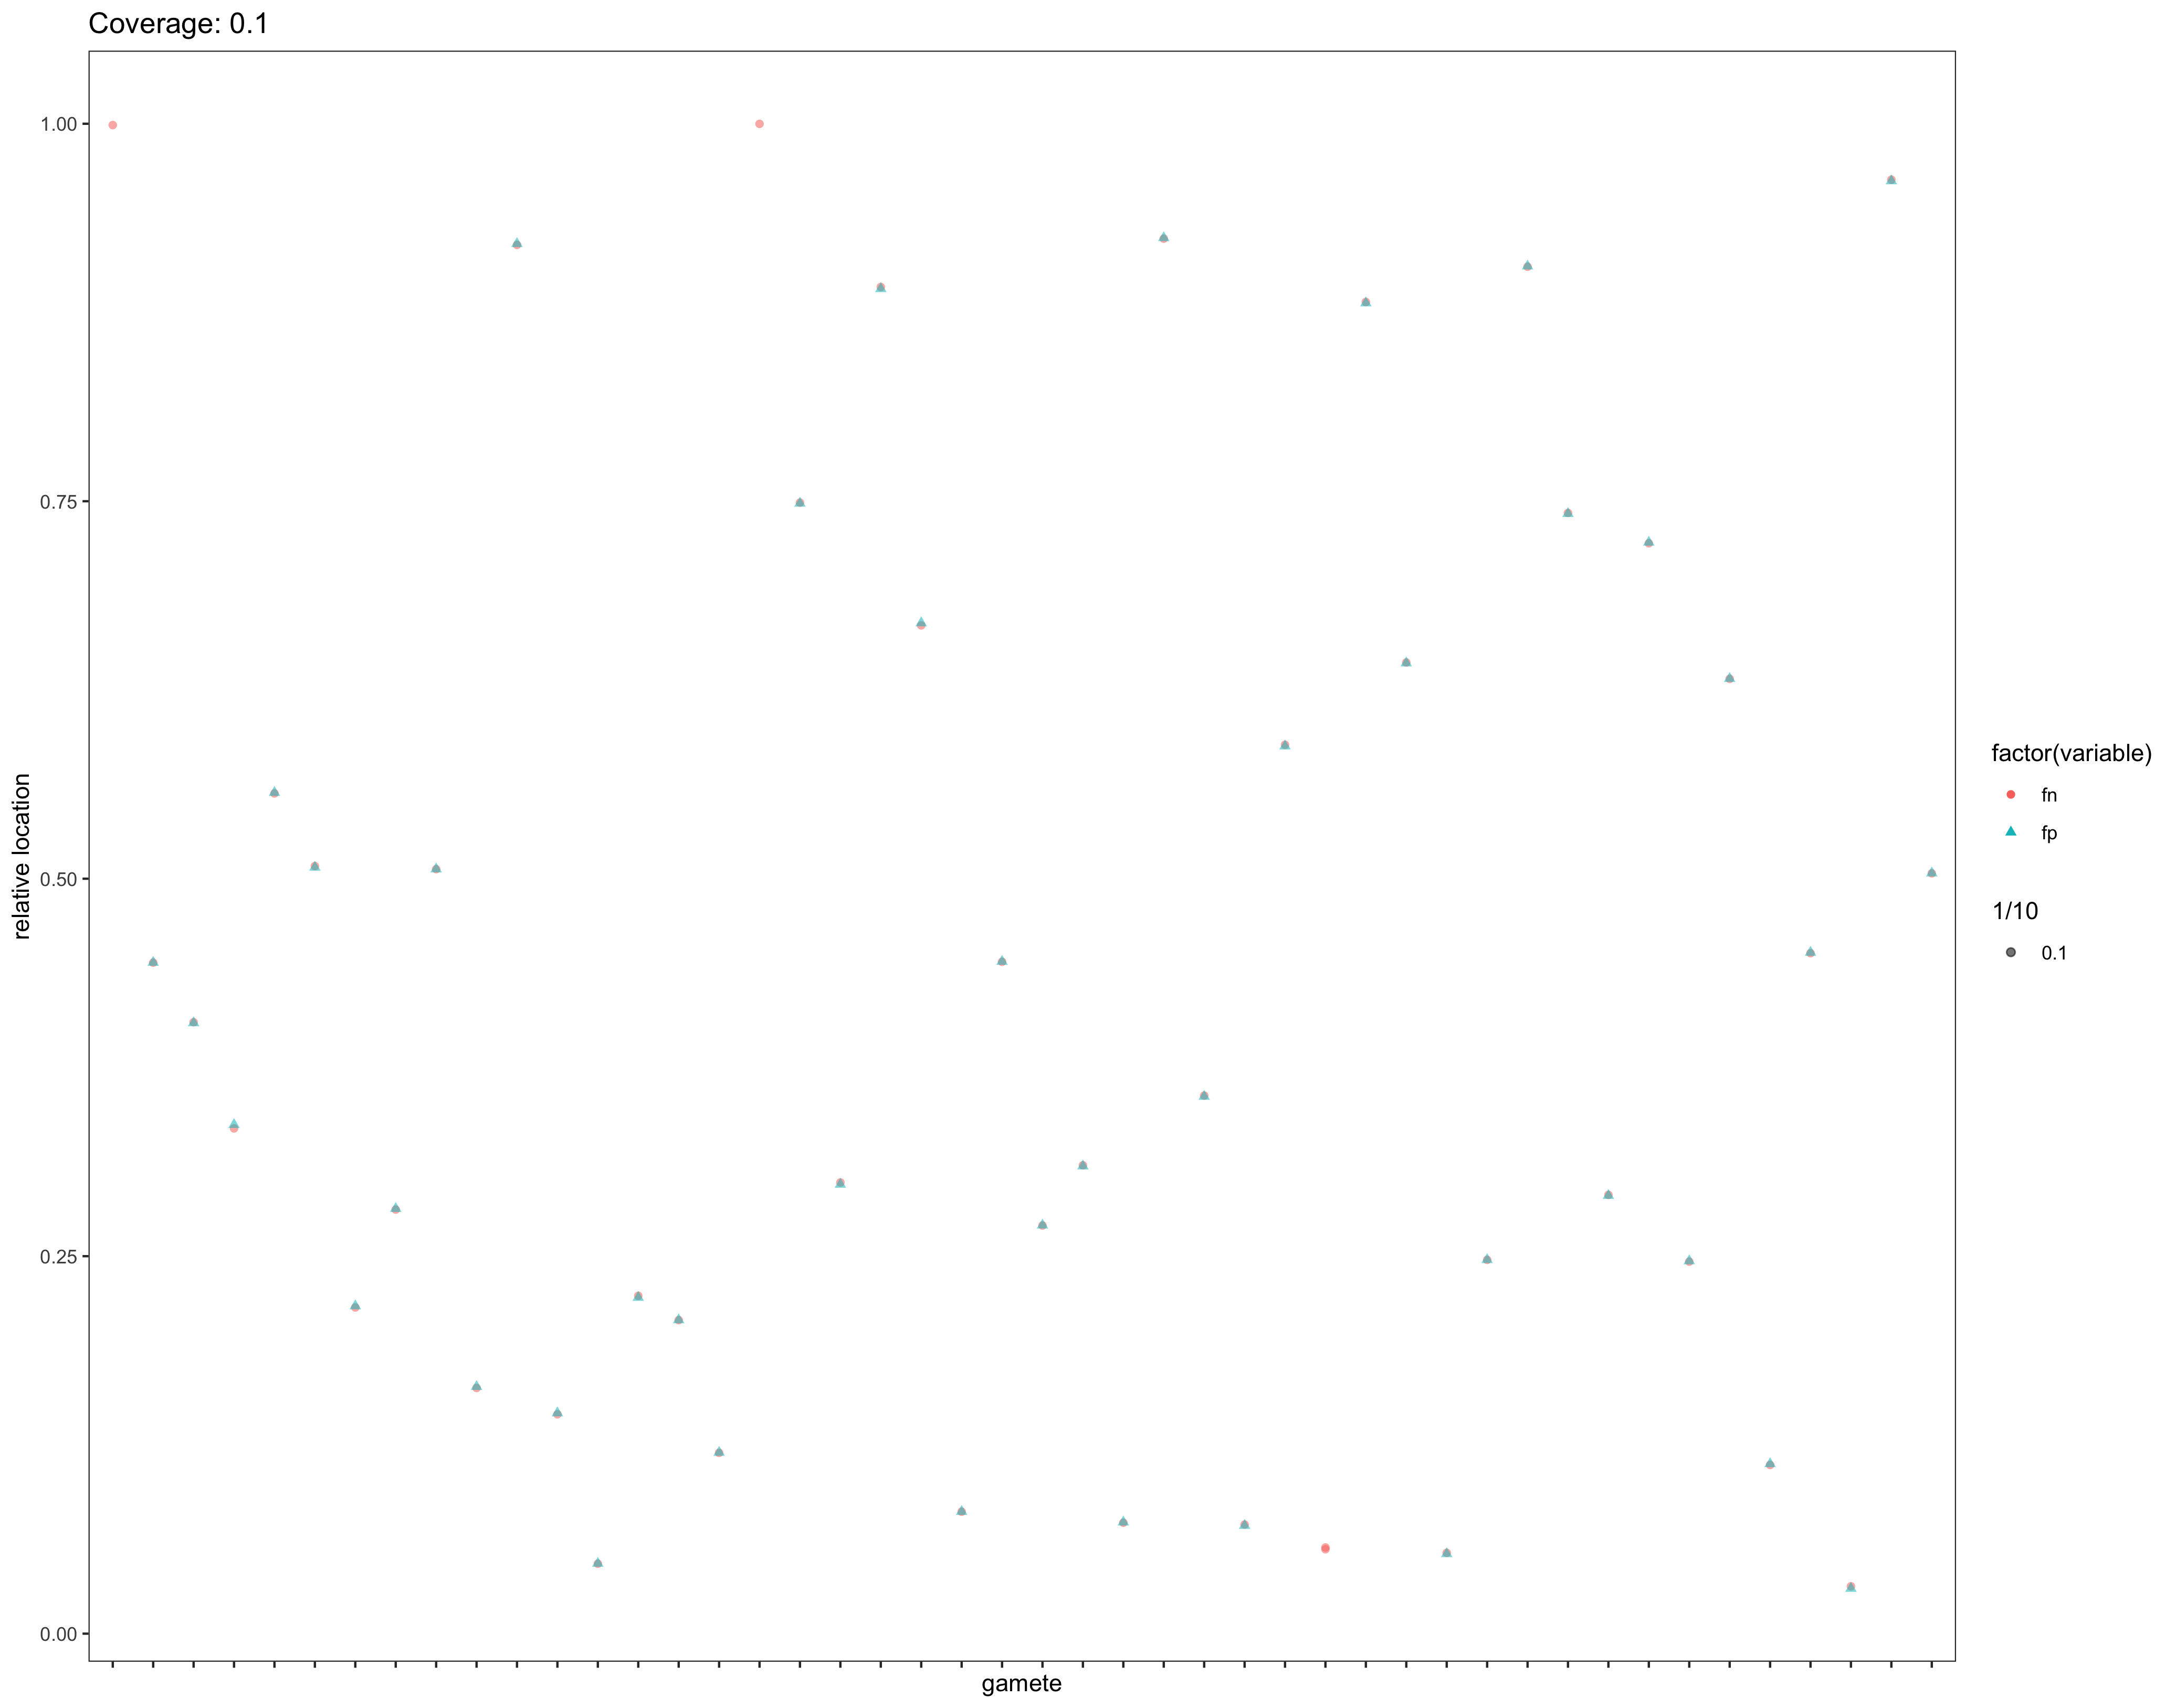 Coverage: 0.1
1.00
0.75
0.50
0.25
0.00
relative location
gamete
factor(variable)
fn
fp
1/10
0.1